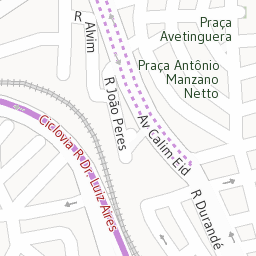 R Alvim
Praça
Avetinguera
Praça Antônio
Manzano
Netto
R João Peres
Av Calim Eid
Ciclovia R Dr. Luiz Aires
R Durandé